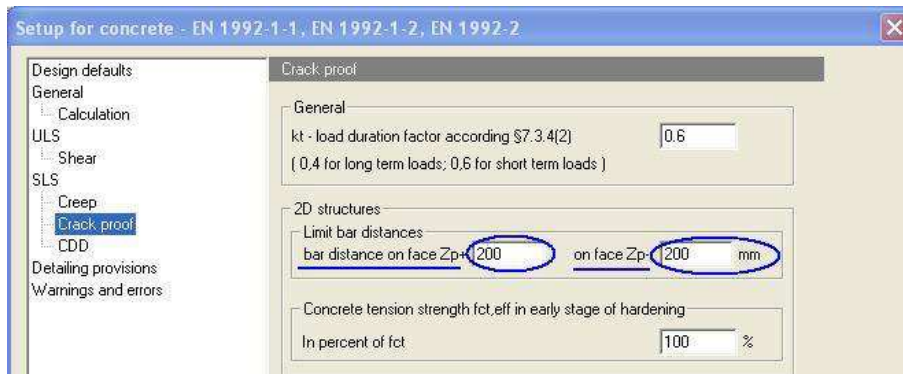 Setup for concrete - EN 1992-1-1, EN 1992-1-2, EN 1992-2
Design defaults
General
Calculation
ULS
Shear
SLS
Creep
Crack proof
CDD
Detailing provisions
Warnings and errors
Crack proof
General
kt - load duration factor according §7.3.4(2) 0.6
( 0,4 for long term loads; 0,6 for short term loads )
2D structures
Limit bar distances
bar distance on face Zp+ 200 on face Zp- 200 mm
Concrete tension strength fct,eff in early stage of hardening
In percent of fct 100 %